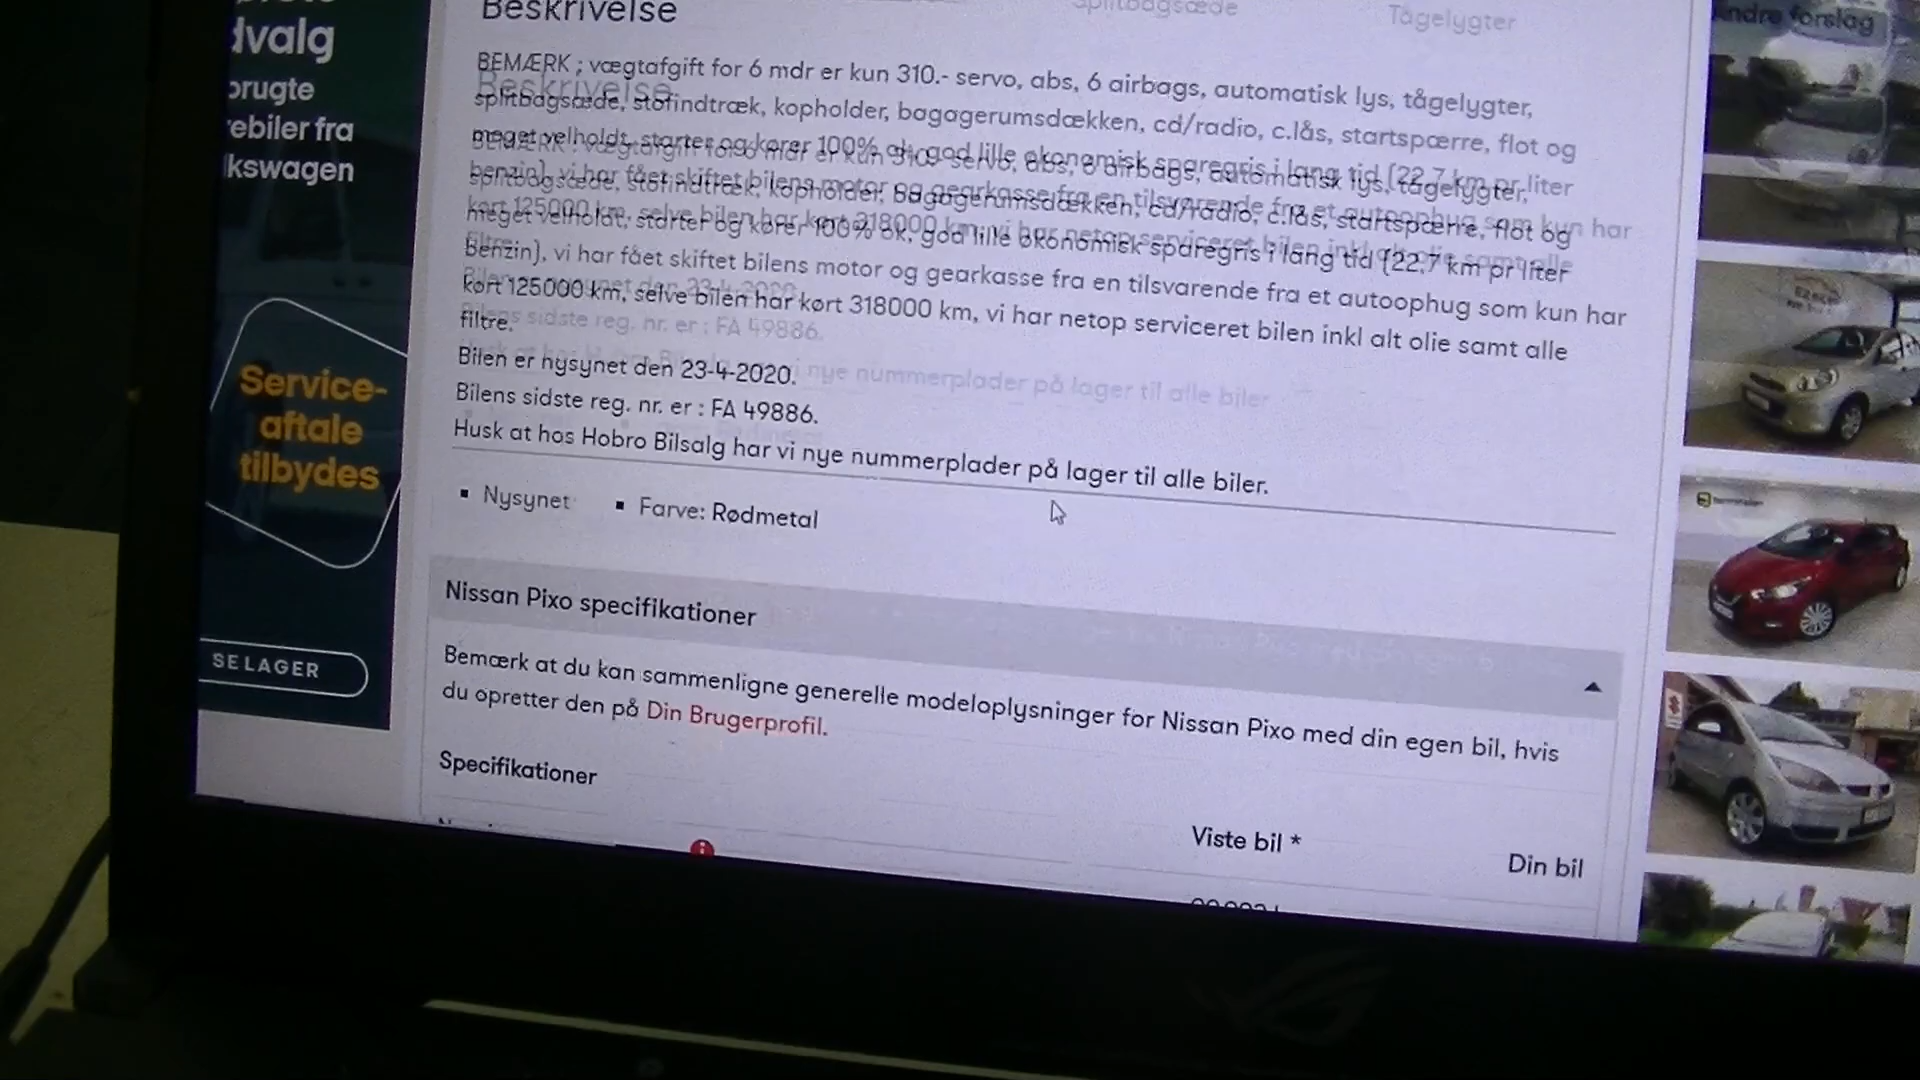 dvalg
brugte
ebiler fra
lkswagen
Service-
aftale
tilbydes
SE LAGER
Splitbagsæde
Tågelygter
Beskrivelse
BEMÆRK ; vægtafgift for 6 mdr er kun 310.- servo, abs, 6 airbags, automatisk lys, tågelygter,
splitbagsæde, stofindtræk, kopholder, bagagerumsdækken, cd/radio, c.lås, startspærre, flot og
meget velholdt, starter og kører 100% ok, god lille økonomisk sparegris i lang tid (22,7 km pr liter
benzin), vi har fået skiftet bilens motor og gearkasse fra en tilsvarende fra et autoophug som kun har
kørt 125000 km, selve bilen har kørt 318000 km, vi har netop serviceret bilen inkl alt olie samt alle
filtre.
Bilen er nysynet den 23-4-2020.
Bilens sidste reg. nr. er : FA 49886.
Husk at hos Hobro Bilsalg har vi nye nummerplader på lager til alle biler.
▪ Nysynet ▪ Farve: Rødmetal
Nissan Pixo specifikationer
Bemærk at du kan sammenligne generelle modeloplysninger for Nissan Pixo med din egen bil, hvis
du opretter den på Din Brugerprofil.
Specifikationer
Viste bil *
Din bil
Andre forslag